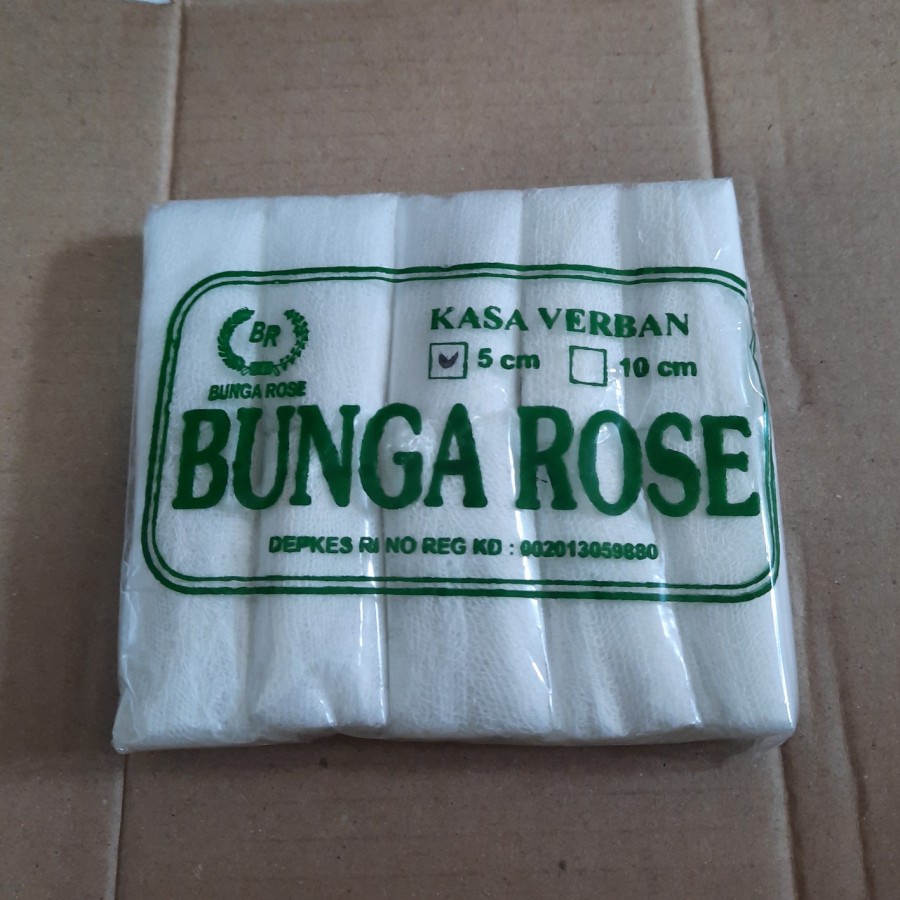 BR
BUNGA ROSE
KASA VERBAN
5 cm 10 cm
BUNGA ROSE
DEPKES RI NO REG KD : 002013059880